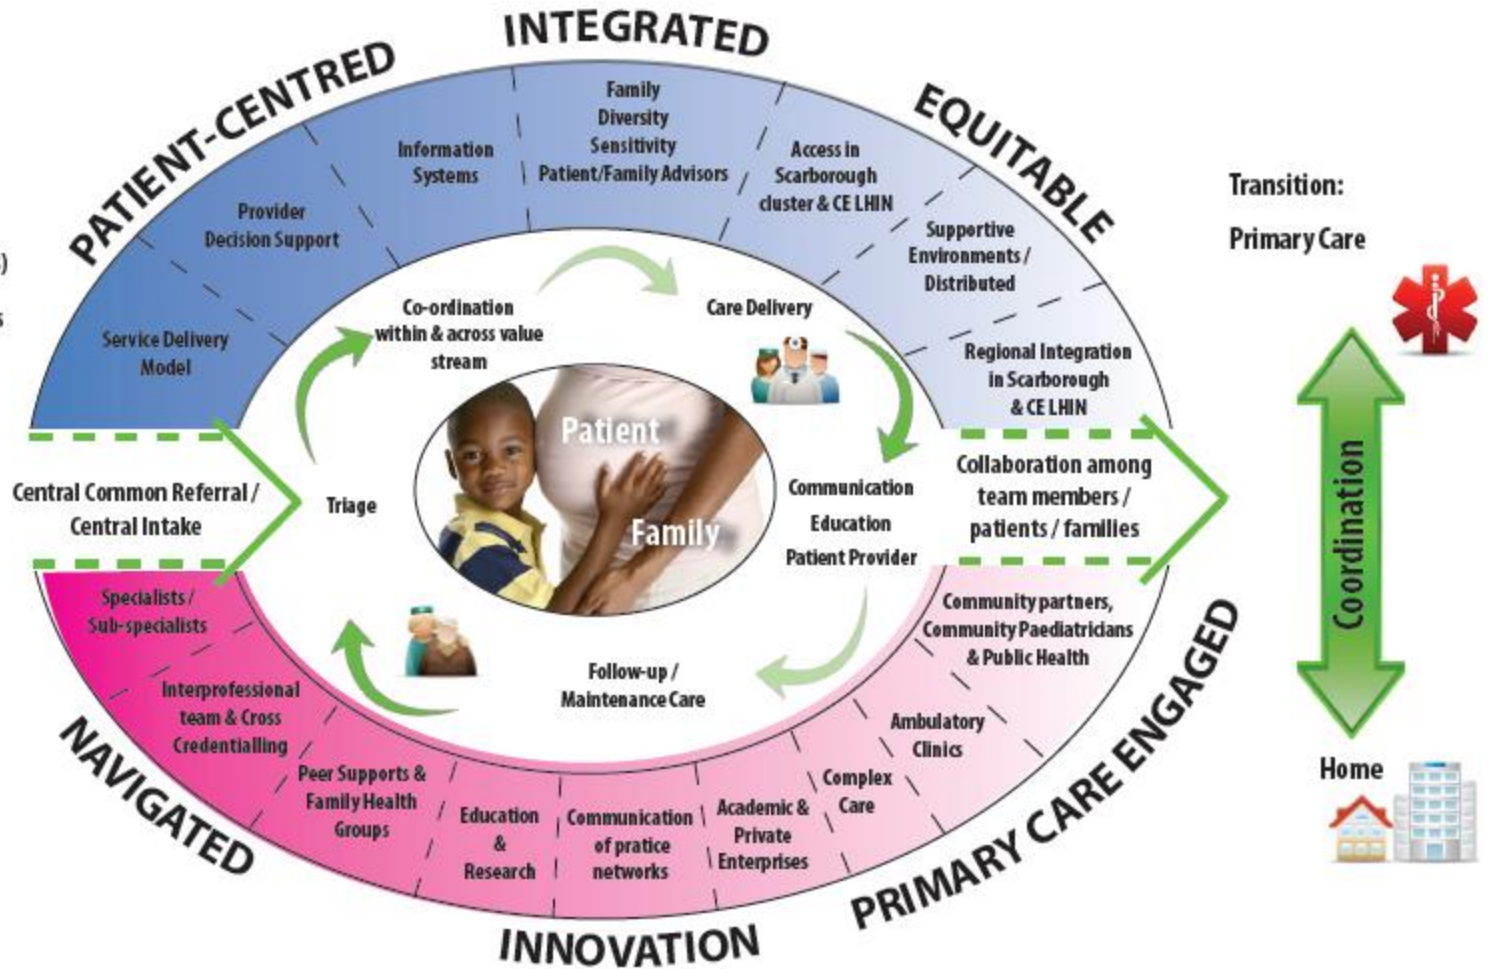 PATIENT-CENTRED
INTEGRATED
EQUITABLE
Service Delivery
Model
Provider
Decision Support
Information
Systems
Family
Diversity
Sensitivity
Patient/Family Advisors
Access in
Scarborough
cluster & CE LHIN
Supportive
Environments /
Distributed
Regional Integration
in Scarborough
& CE LHIN
Central Common Referral /
Central Intake
Triage
Co-ordination
within & across value
stream
Care Delivery
Patient
Family
Communication
Education
Patient Provider
Follow-up /
Maintenance Care
Collaboration among
team members /
patients / families
Specialists /
Sub-specialists
Interprofessional
team & Cross
Credentialling
Peer Supports &
Family Health
Groups
Education
&
Research
Communication
of pratice
networks
Academic &
Private
Enterprises
Complex
Care
Ambulatory
Clinics
Community partners,
Community Paediatricians
& Public Health
NAVIGATED
INNOVATION
PRIMARY CARE ENGAGED
Transition:
Primary Care
Coordination
Home